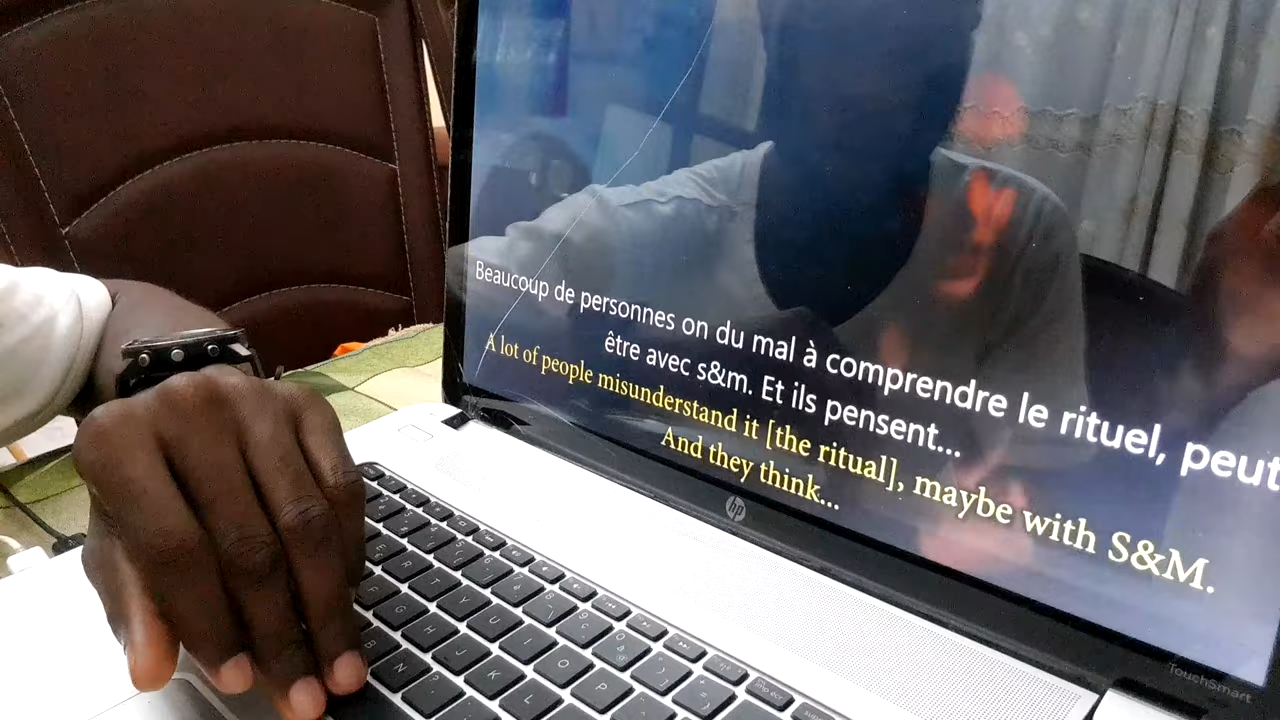 Beaucoup de personnes on du mal à comprendre le rituel, peut
être avec s&m. Et ils pensent...
A lot of people misunderstand it [the ritual], maybe with S&M.
And they think...
hp
TouchSmart
R T Y U I O P
F G H J K L
B N